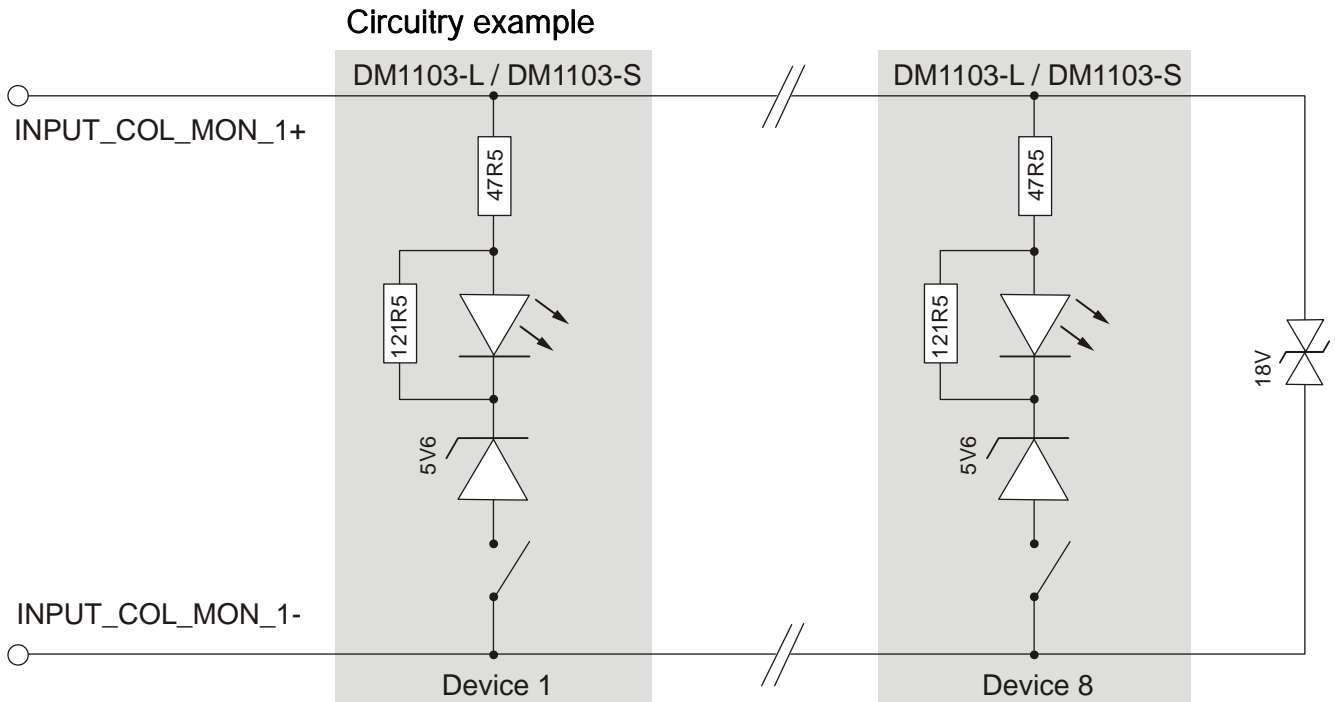 Circuitry example
DM1103-L / DM1103-S
DM1103-L / DM1103-S
INPUT_COL_MON_1+
47R5
47R5
121R5
121R5
18V
5V6
5V6
INPUT_COL_MON_1-
Device 1
Device 8